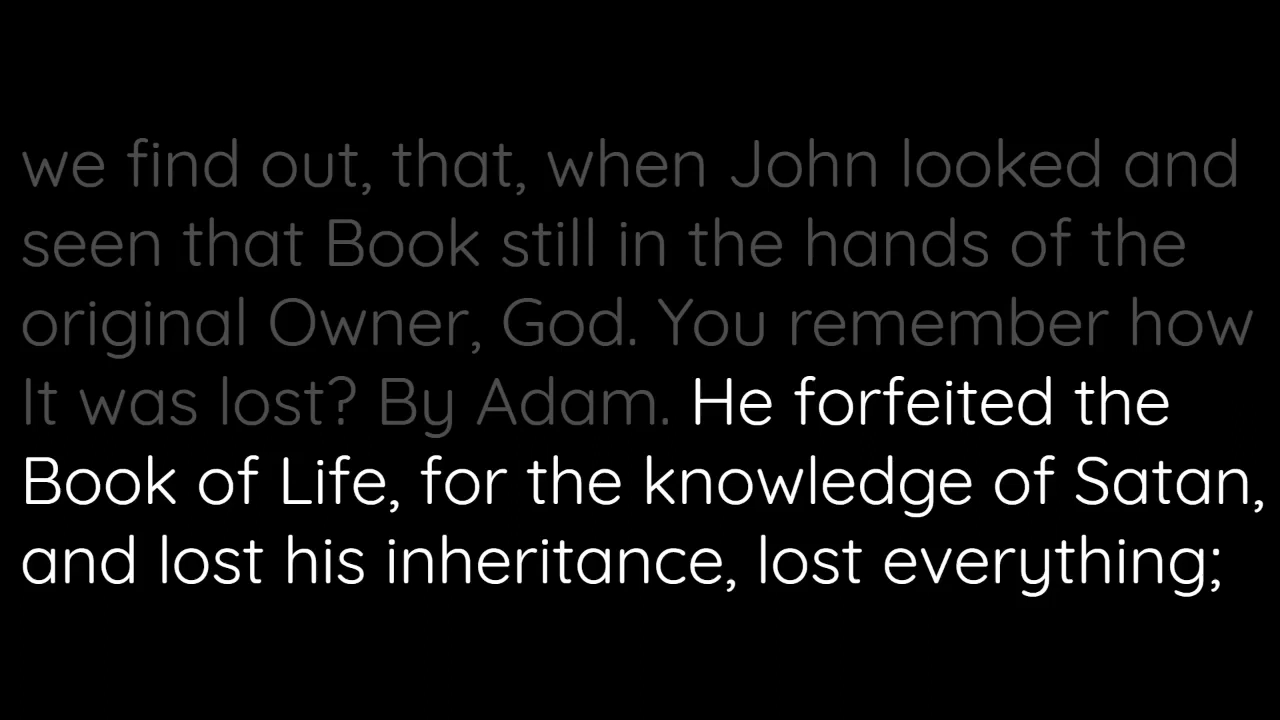 we find out, that, when John looked and
seen that Book still in the hands of the
original Owner, God. You remember how
It was lost? By Adam. He forfeited the
Book of Life, for the knowledge of Satan,
and lost his inheritance, lost everything;